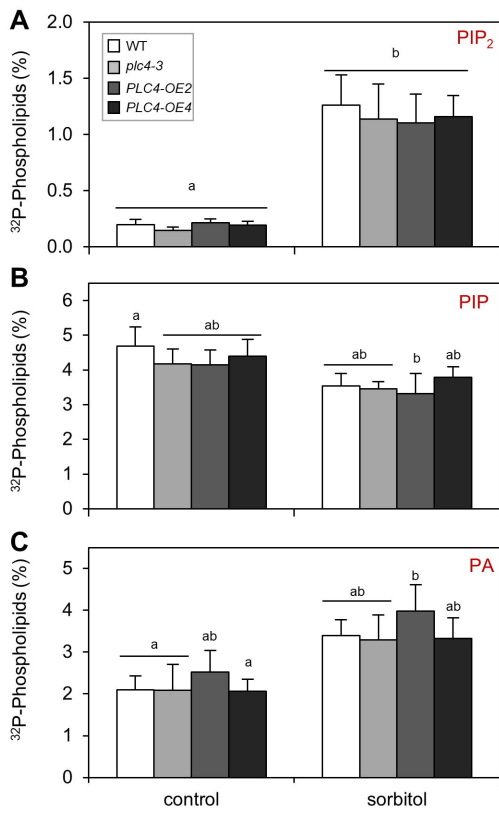 A
³²P-Phospholipids (%)
2.0
1.5
1.0
0.5
0.0
WT
plc4-3
PLC4-OE2
PLC4-OE4
PIP₂
a
b
B
³²P-Phospholipids (%)
6
5
4
3
2
1
0
PIP
a
ab
ab
b
ab
C
³²P-Phospholipids (%)
5
4
3
2
1
0
PA
a
ab
a
ab
b
ab
control
sorbitol